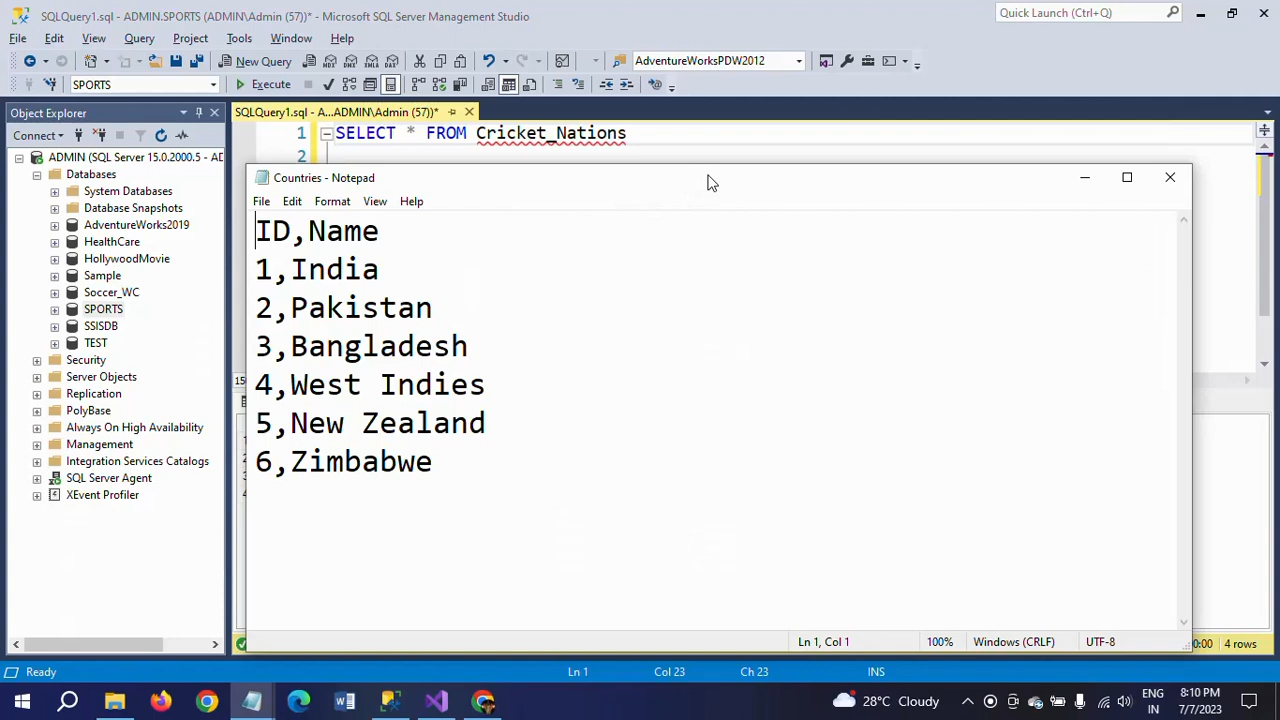 SQLQuery1.sql - ADMIN.SPORTS (ADMIN\Admin (57))* - Microsoft SQL Server Management Studio
Quick Launch (Ctrl+Q)
File Edit View Query Project Tools Window Help
New Query
MDX DMX XMLA DAX
AdventureWorksPDW2012
SPORTS
Execute
Object Explorer
SQLQuery1.sql - A...ADMIN\Admin (57))*
Connect
1 SELECT * FROM Cricket_Nations
2
ADMIN (SQL Server 15.0.2000.5 - AD
Databases
System Databases
Database Snapshots
AdventureWorks2019
HealthCare
HollywoodMovie
Sample
Soccer_WC
SPORTS
SSISDB
TEST
Security
Server Objects
Replication
PolyBase
Always On High Availability
Management
Integration Services Catalogs
SQL Server Agent
XEvent Profiler
Countries - Notepad
File Edit Format View Help
ID,Name
1,India
2,Pakistan
3,Bangladesh
4,West Indies
5,New Zealand
6,Zimbabwe
Ln 1, Col 1
100%
Windows (CRLF)
UTF-8
0:00
4 rows
Ready
Ln 1
Col 23
Ch 23
INS
28°C Cloudy
ENG
IN
8:10 PM
7/7/2023